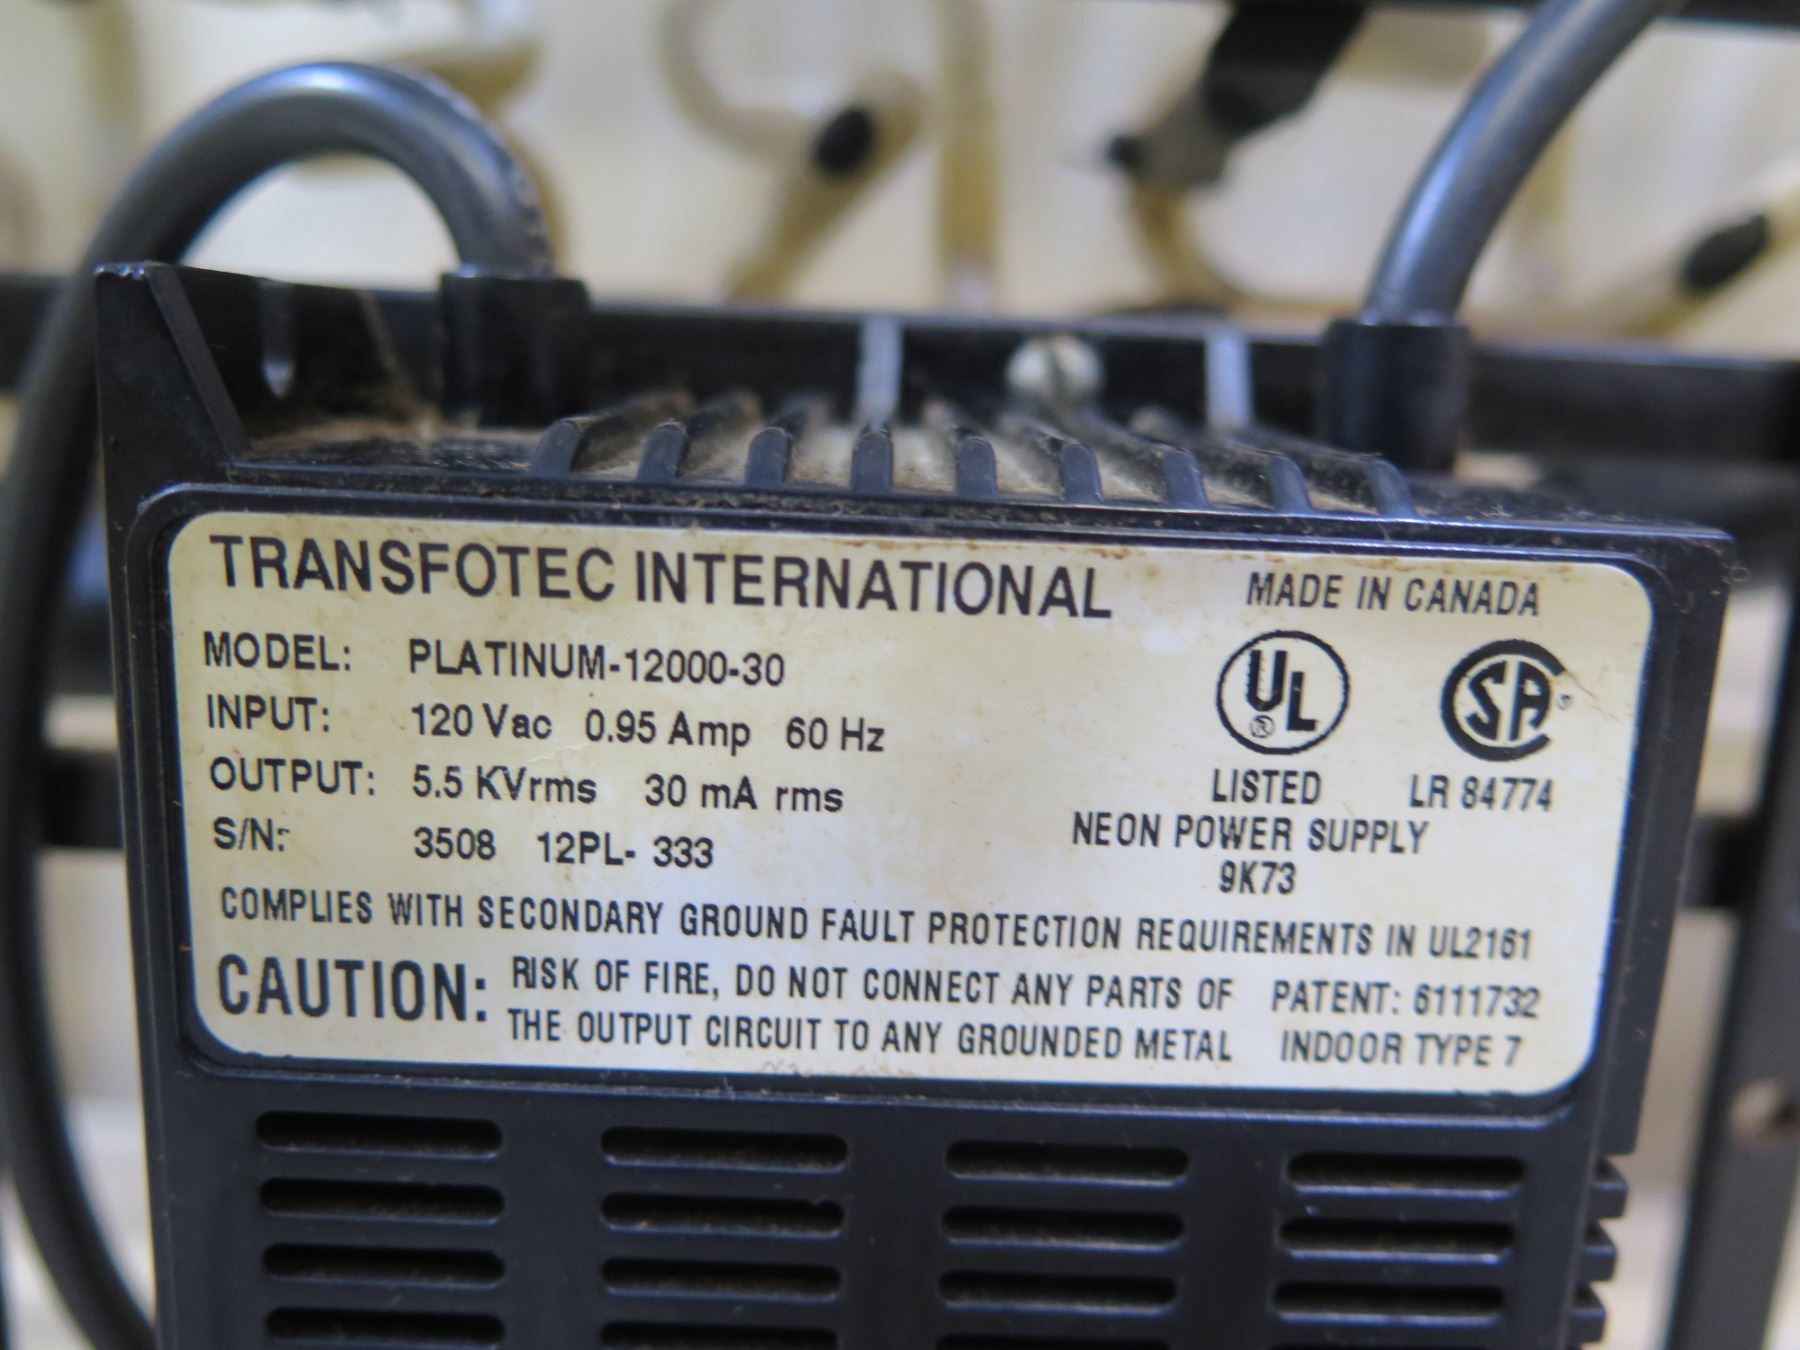 TRANSFOTEC INTERNATIONAL MADE IN CANADA
MODEL: PLATINUM-12000-30
INPUT: 120 Vac 0.95 Amp 60 Hz
OUTPUT: 5.5 KVrms 30 mA rms
S/N: 3508 12PL- 333
UL ® SA ®
LISTED LR 84774
NEON POWER SUPPLY
9K73
COMPLIES WITH SECONDARY GROUND FAULT PROTECTION REQUIREMENTS IN UL2161
CAUTION: RISK OF FIRE, DO NOT CONNECT ANY PARTS OF
THE OUTPUT CIRCUIT TO ANY GROUNDED METAL
PATENT: 6111732
INDOOR TYPE 7